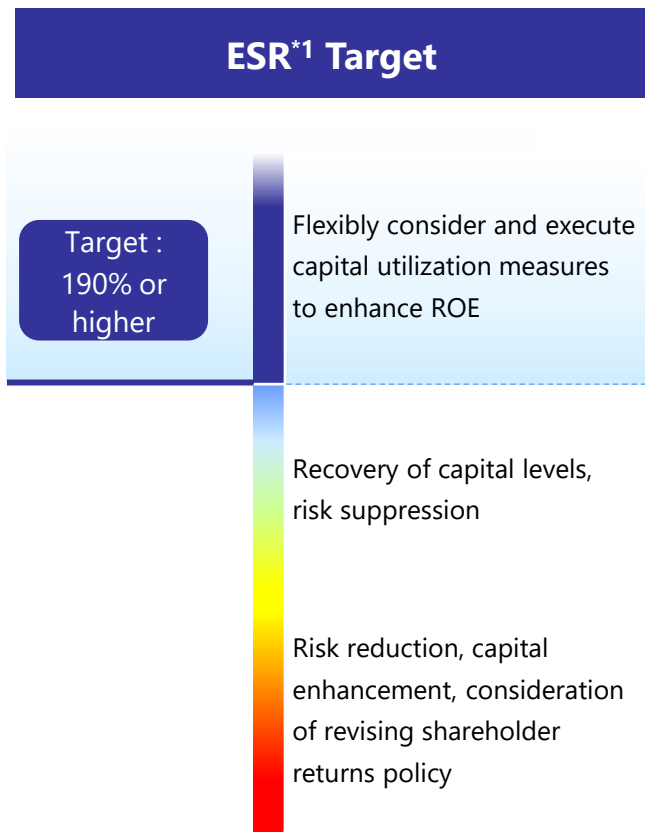 ESR*1 Target
Target :
190% or
higher
Flexibly consider and execute
capital utilization measures
to enhance ROE
Recovery of capital levels,
risk suppression
Risk reduction, capital
enhancement, consideration
of revising shareholder
returns policy